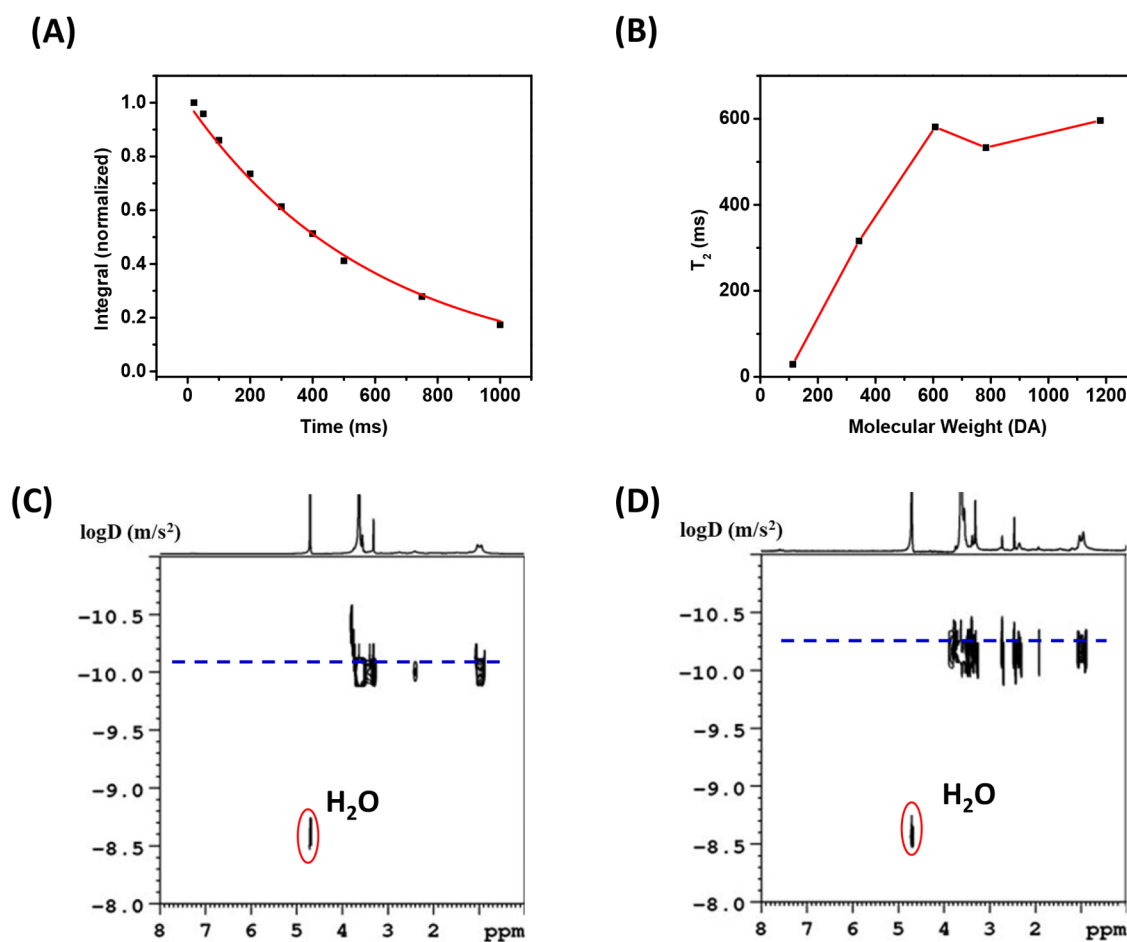 (A)
1.0
0.8
0.6
0.4
0.2
0.0
Integral (normalized)
0 200 400 600 800 1000
Time (ms)
(B)
600
400
200
0
T₂ (ms)
0 200 400 600 800 1000 1200
Molecular Weight (DA)
(C)
logD (m/s²)
-10.5
-10.0
-9.5
-9.0
-8.5
-8.0
H₂O
8 7 6 5 4 3 2 ppm
(D)
logD (m/s²)
-10.5
-10.0
-9.5
-9.0
-8.5
-8.0
H₂O
8 7 6 5 4 3 2 ppm